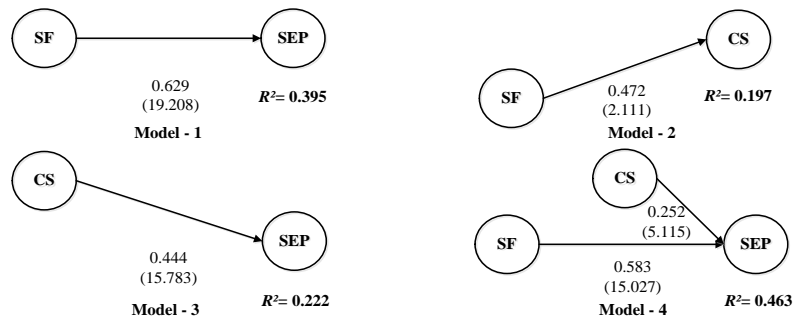 SF
SEP
0.629
(19.208)
R²= 0.395
Model - 1
CS
SF
0.472
(2.111)
R²= 0.197
Model - 2
CS
SEP
0.444
(15.783)
R²= 0.222
Model - 3
CS
0.252
(5.115)
SF
SEP
0.583
(15.027)
R²= 0.463
Model - 4